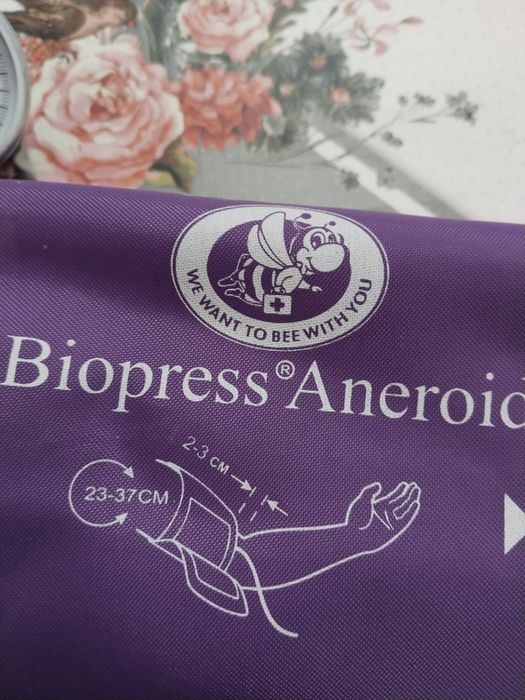 WE WANT TO BEE WITH YOU
Biopress® Aneroid
2-3 CM
23-37CM